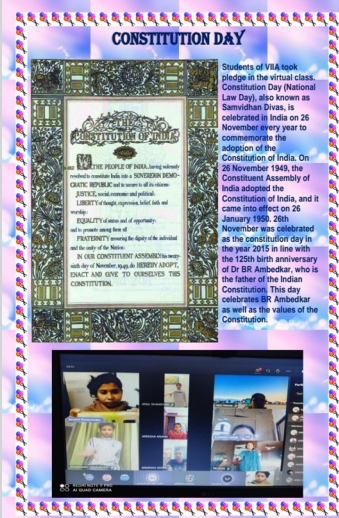 CONSTITUTION DAY
Students of VIIA took
pledge in the virtual class.
Constitution Day (National
Law Day), also known as
Samvidhan Divas, is
celebrated in India on 26
November every year to
commemorate the
adoption of the
Constitution of India. On
26 November 1949, the
Constituent Assembly of
India adopted the
Constitution of India, and it
came into effect on 26
January 1950. 26th
November was celebrated
as the constitution day in
the year 2015 in line with
the 125th birth anniversary
of Dr BR Ambedkar, who is
the father of the Indian
Constitution. This day
celebrates BR Ambedkar
as well as the values of the
Constitution.
THE
CONSTITUTION OF INDIA
WE, THE PEOPLE OF INDIA, having solemnly
resolved to constitute India into a SOVEREIGN DEMO-
CRATIC REPUBLIC and to secure to all its citizens:
JUSTICE, social, economic and political;
LIBERTY of thought, expression, belief, faith and
worship;
EQUALITY of status and of opportunity;
and to promote among them all
FRATERNITY assuring the dignity of the individual
and the unity of the Nation;
IN OUR CONSTITUENT ASSEMBLY this twenty-
sixth day of November, 1949, do HEREBY ADOPT,
ENACT AND GIVE TO OURSELVES THIS
CONSTITUTION.
REDMI NOTE 9 PRO
AI QUAD CAMERA